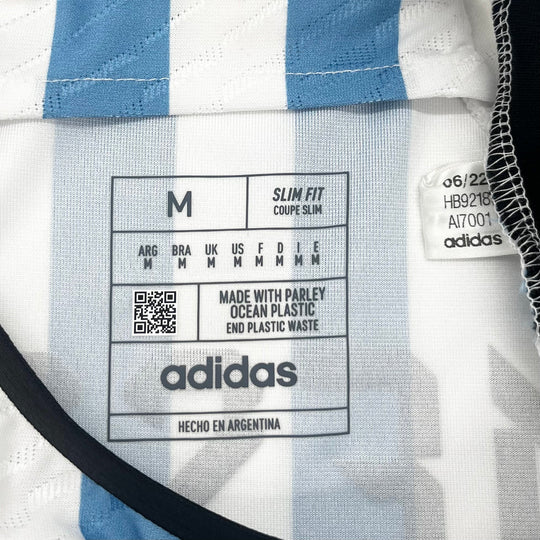 M
SLIM FIT
COUPE SLIM
ARG BRA UK US F D I E
M M M M M M M M
MADE WITH PARLEY
OCEAN PLASTIC
END PLASTIC WASTE
adidas
HECHO EN ARGENTINA
06/22
HB9218
AI7001
adidas